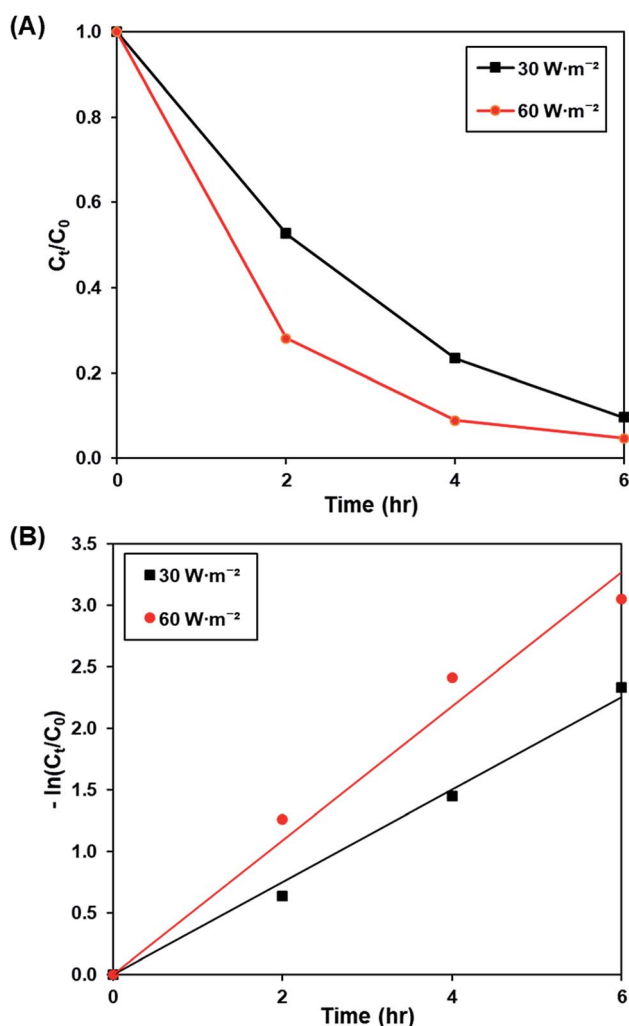 (A)
1.0
0.8
0.6
0.4
0.2
0.0
Cₜ/C₀
30 W·m⁻²
60 W·m⁻²
0 2 4 6
Time (hr)
(B)
3.5
3.0
2.5
2.0
1.5
1.0
0.5
0.0
- ln(Cₜ/C₀)
30 W·m⁻²
60 W·m⁻²
0 2 4 6
Time (hr)